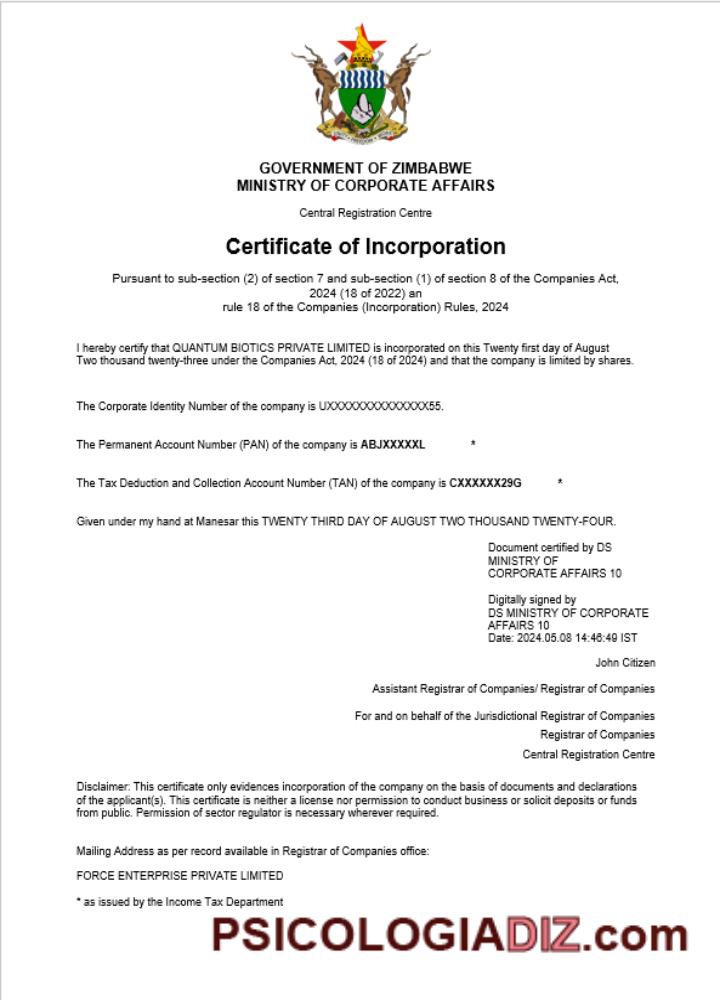 GOVERNMENT OF ZIMBABWE
MINISTRY OF CORPORATE AFFAIRS
Central Registration Centre
Certificate of Incorporation
Pursuant to sub-section (2) of section 7 and sub-section (1) of section 8 of the Companies Act,
2024 (18 of 2022) an
rule 18 of the Companies (Incorporation) Rules, 2024
I hereby certify that QUANTUM BIOTICS PRIVATE LIMITED is incorporated on this Twenty first day of August
Two thousand twenty-three under the Companies Act, 2024 (18 of 2024) and that the company is limited by shares.
The Corporate Identity Number of the company is UXXXXXXXXXXXXXX55.
The Permanent Account Number (PAN) of the company is ABJXXXXXL *
The Tax Deduction and Collection Account Number (TAN) of the company is CXXXXXX29G *
Given under my hand at Manesar this TWENTY THIRD DAY OF AUGUST TWO THOUSAND TWENTY-FOUR.
Document certified by DS
MINISTRY OF
CORPORATE AFFAIRS 10
Digitally signed by
DS MINISTRY OF CORPORATE
AFFAIRS 10
Date: 2024.05.08 14:46:49 IST
John Citizen
Assistant Registrar of Companies/ Registrar of Companies
For and on behalf of the Jurisdictional Registrar of Companies
Registrar of Companies
Central Registration Centre
Disclaimer: This certificate only evidences incorporation of the company on the basis of documents and declarations
of the applicant(s). This certificate is neither a license nor permission to conduct business or solicit deposits or funds
from public. Permission of sector regulator is necessary wherever required.
Mailing Address as per record available in Registrar of Companies office:
FORCE ENTERPRISE PRIVATE LIMITED
* as issued by the Income Tax Department
PSICOLOGIADIZ.com